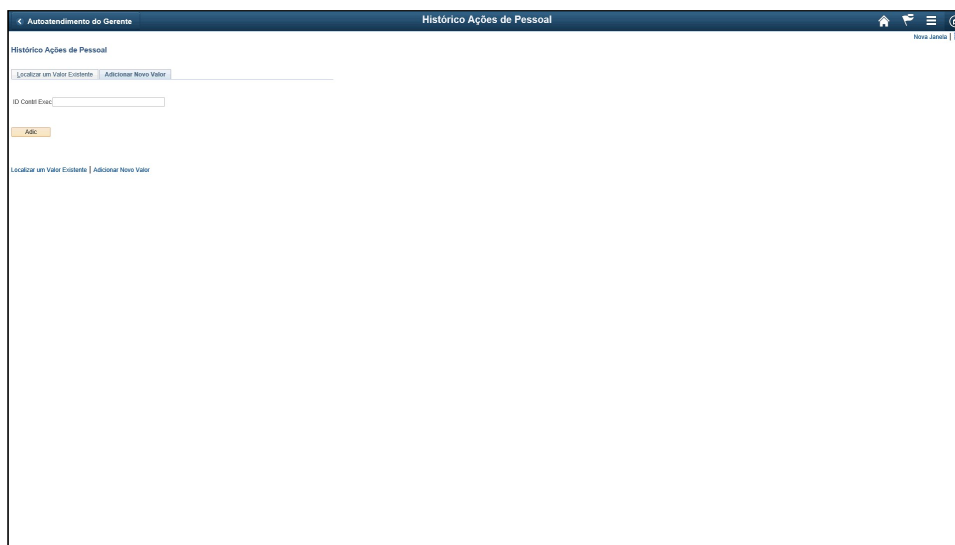 Autoatendimento do Gerente
Histórico Ações de Pessoal
Nova Janela |
Histórico Ações de Pessoal
Localizar um Valor Existente
Adicionar Novo Valor
ID Contrl Exec
Adic
Localizar um Valor Existente | Adicionar Novo Valor